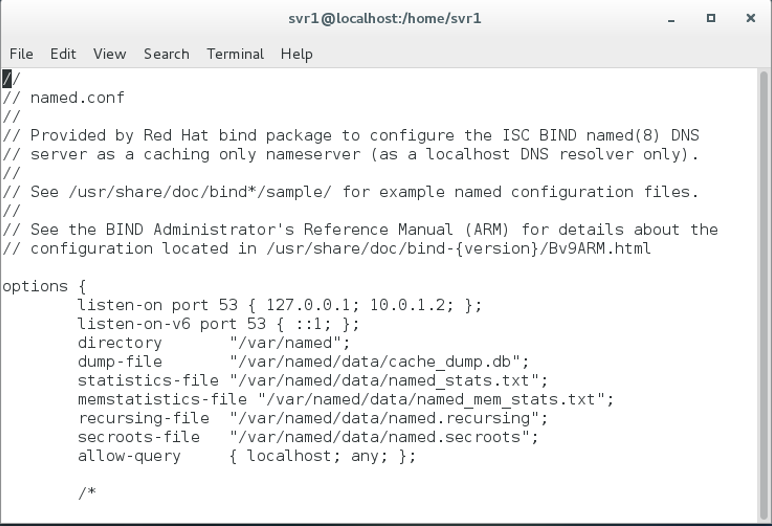 svr1@localhost:/home/svr1
File Edit View Search Terminal Help
//
// named.conf
//
// Provided by Red Hat bind package to configure the ISC BIND named(8) DNS
// server as a caching only nameserver (as a localhost DNS resolver only).
//
// See /usr/share/doc/bind*/sample/ for example named configuration files.
//
// See the BIND Administrator's Reference Manual (ARM) for details about the
// configuration located in /usr/share/doc/bind-{version}/Bv9ARM.html

options {
        listen-on port 53 { 127.0.0.1; 10.0.1.2; };
        listen-on-v6 port 53 { ::1; };
        directory       "/var/named";
        dump-file       "/var/named/data/cache_dump.db";
        statistics-file "/var/named/data/named_stats.txt";
        memstatistics-file "/var/named/data/named_mem_stats.txt";
        recursing-file  "/var/named/data/named.recursing";
        secroots-file   "/var/named/data/named.secroots";
        allow-query     { localhost; any; };

        /*